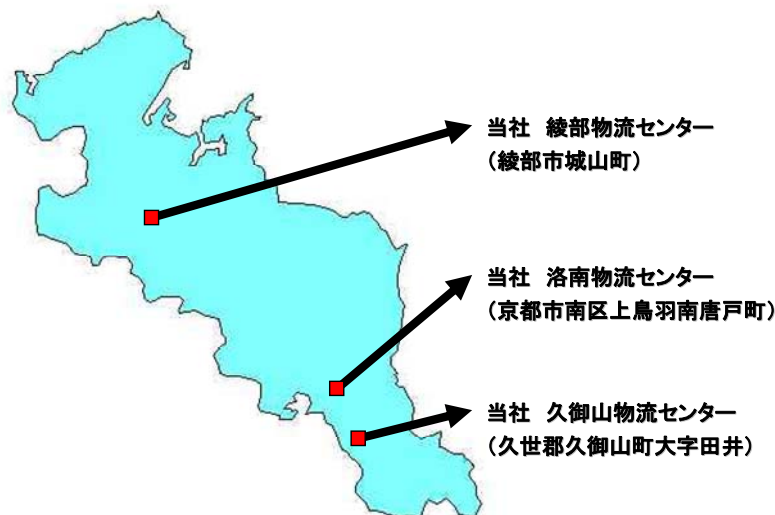 当社　綾部物流センター
（綾部市城山町）
当社　洛南物流センター
（京都市南区上鳥羽南唐戸町）
当社　久御山物流センター
（久世郡久御山町大字田井）